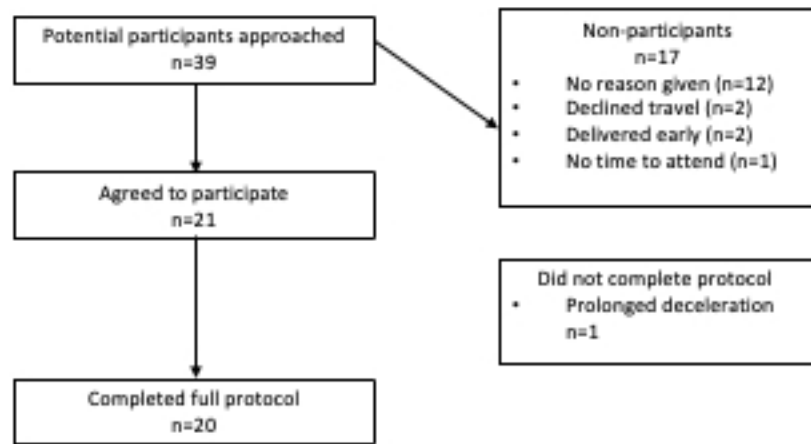 Potential participants approached
n=39
Non-participants
n=17
• No reason given (n=12)
• Declined travel (n=2)
• Delivered early (n=2)
• No time to attend (n=1)
Agreed to participate
n=21
Did not complete protocol
• Prolonged deceleration
n=1
Completed full protocol
n=20